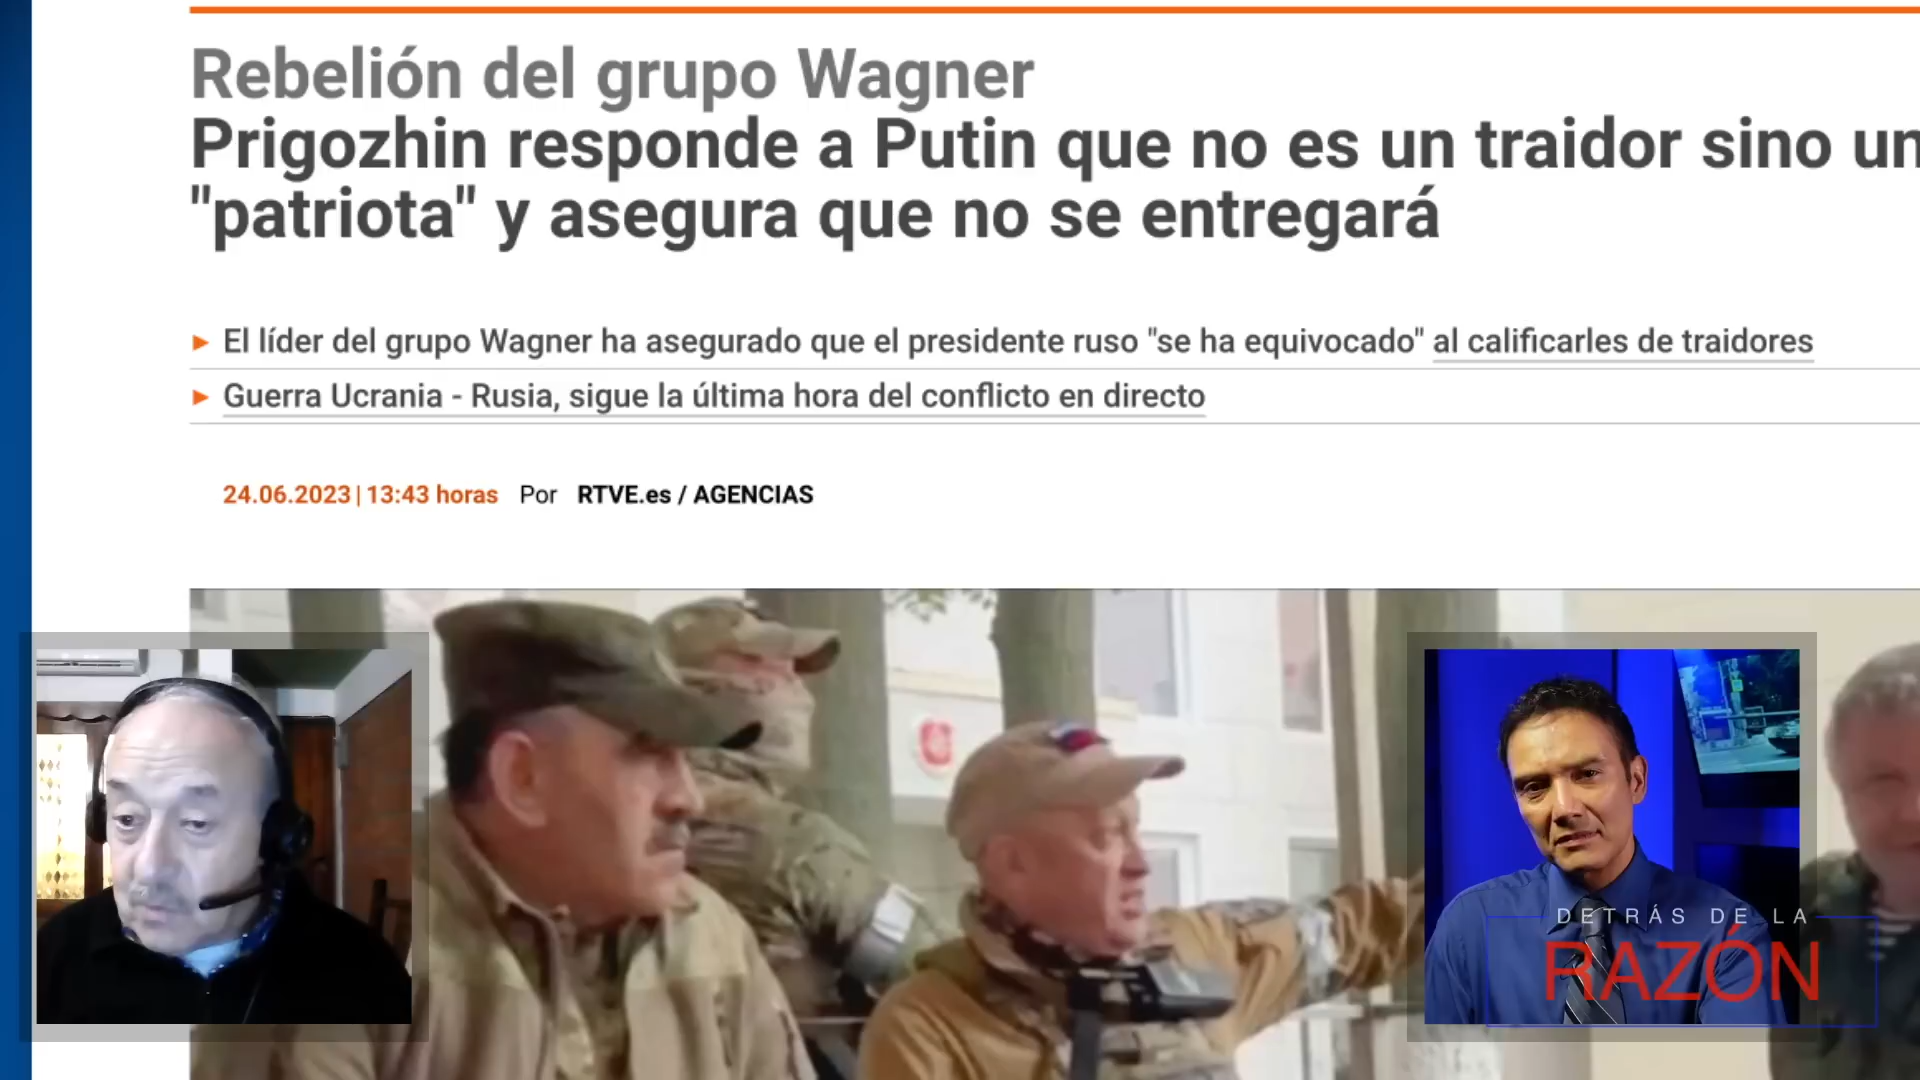 Rebelión del grupo Wagner
Prigozhin responde a Putin que no es un traidor sino un
"patriota" y asegura que no se entregará
► El líder del grupo Wagner ha asegurado que el presidente ruso "se ha equivocado" al calificarles de traidores
► Guerra Ucrania - Rusia, sigue la última hora del conflicto en directo
24.06.2023 | 13:43 horas Por RTVE.es / AGENCIAS
DETRÁS DE LA
RAZÓN